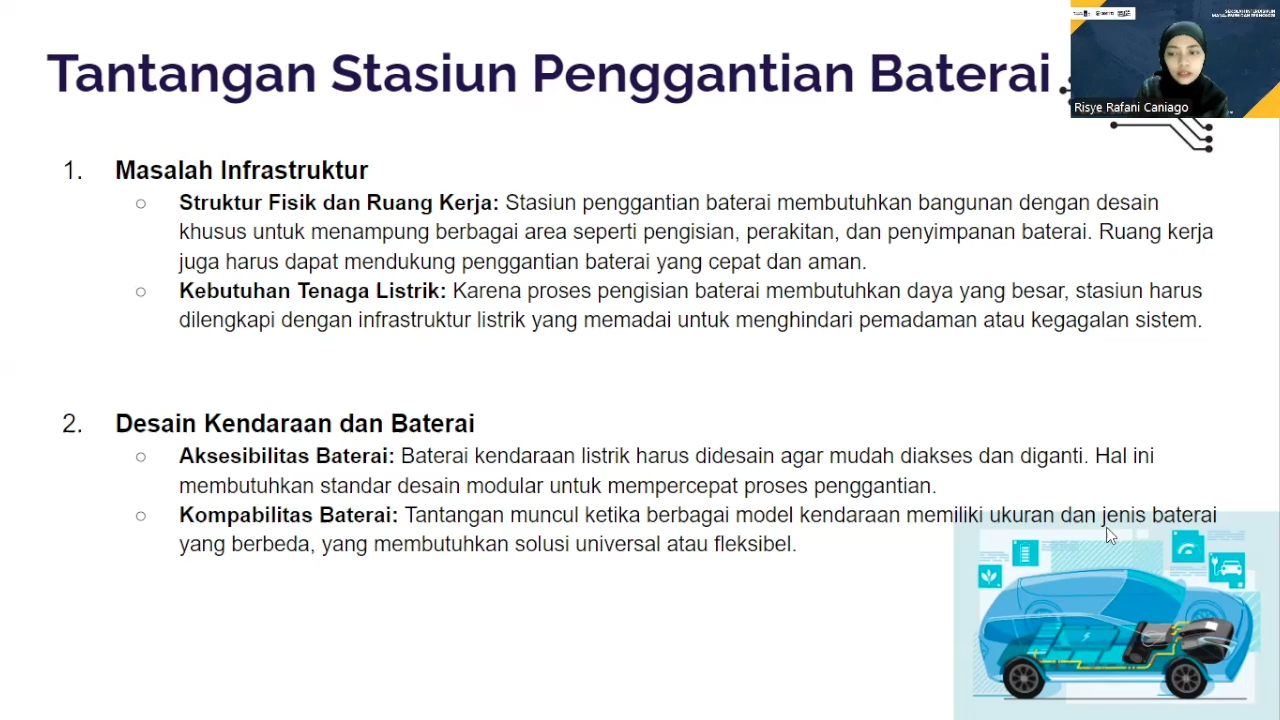 Tantangan Stasiun Penggantian Baterai
Risye Rafani Caniago
1. Masalah Infrastruktur
○ Struktur Fisik dan Ruang Kerja: Stasiun penggantian baterai membutuhkan bangunan dengan desain
khusus untuk menampung berbagai area seperti pengisian, perakitan, dan penyimpanan baterai. Ruang kerja
juga harus dapat mendukung penggantian baterai yang cepat dan aman.
○ Kebutuhan Tenaga Listrik: Karena proses pengisian baterai membutuhkan daya yang besar, stasiun harus
dilengkapi dengan infrastruktur listrik yang memadai untuk menghindari pemadaman atau kegagalan sistem.
2. Desain Kendaraan dan Baterai
○ Aksesibilitas Baterai: Baterai kendaraan listrik harus didesain agar mudah diakses dan diganti. Hal ini
membutuhkan standar desain modular untuk mempercepat proses penggantian.
○ Kompabilitas Baterai: Tantangan muncul ketika berbagai model kendaraan memiliki ukuran dan jenis baterai
yang berbeda, yang membutuhkan solusi universal atau fleksibel.